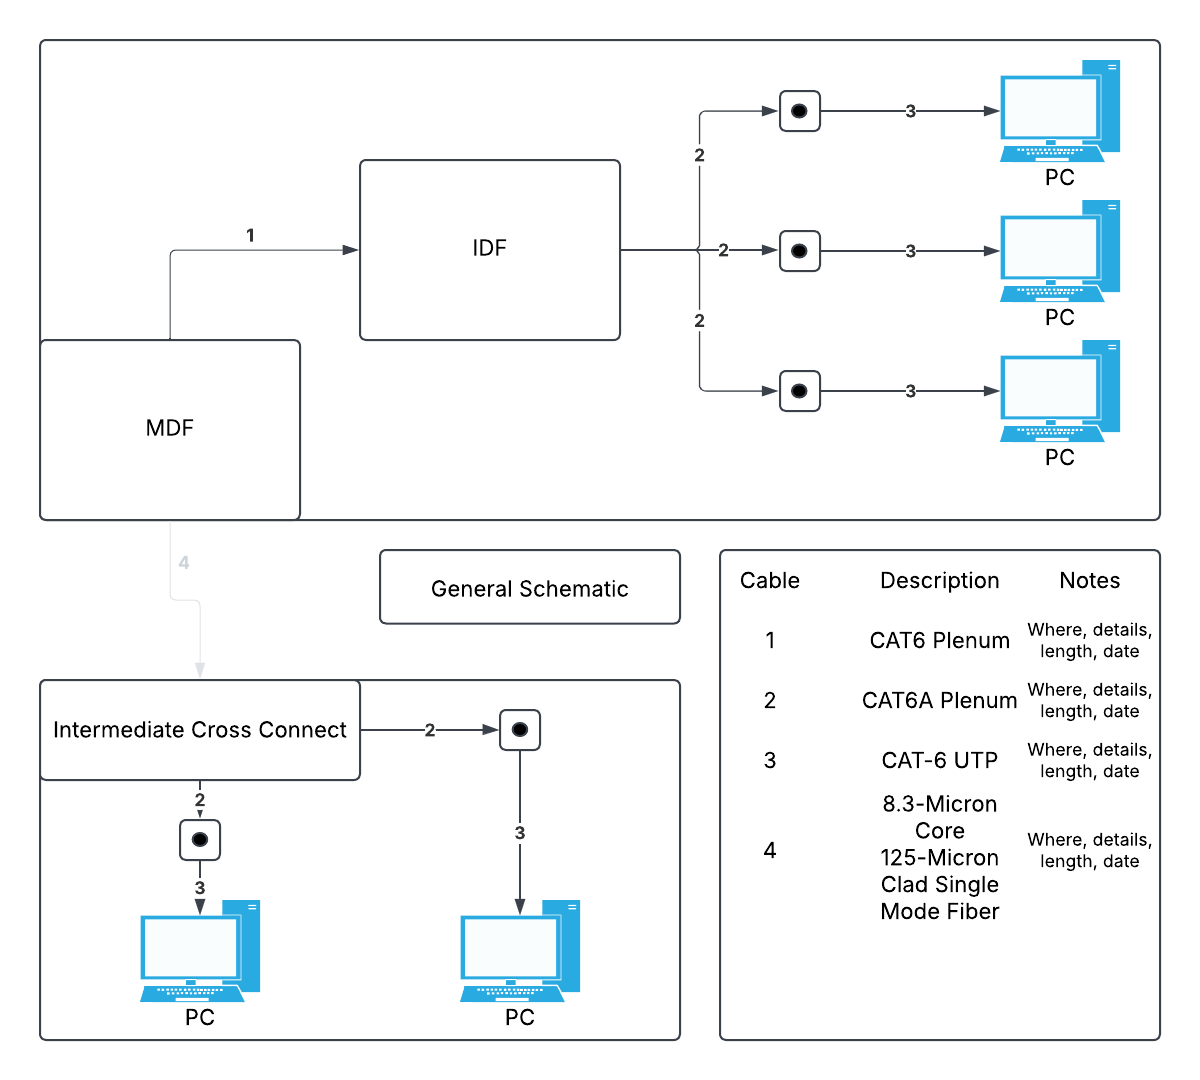 PC
2
3
1
IDF
2
3
PC
2
3
MDF
PC
4
General Schematic
Cable Description Notes
1 CAT6 Plenum Where, details,
length, date
2 CAT6A Plenum Where, details,
length, date
3 CAT-6 UTP Where, details,
length, date
4 8.3-Micron
Core
125-Micron
Clad Single
Mode Fiber
Where, details,
length, date
Intermediate Cross Connect
2
2
3
3
PC
PC